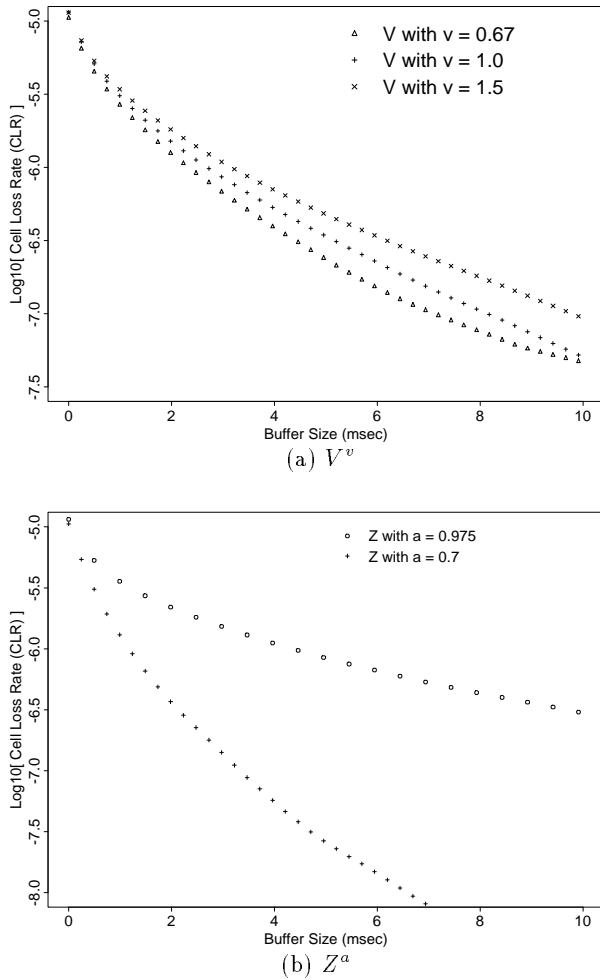 -5.0
-5.5
-6.0
-6.5
-7.0
-7.5
Log10[ Cell Loss Rate (CLR) ]
V with v = 0.67
V with v = 1.0
V with v = 1.5
0 2 4 6 8 10
Buffer Size (msec)
(a) V^v
-5.0
-5.5
-6.0
-6.5
-7.0
-7.5
-8.0
Log10[ Cell Loss Rate (CLR) ]
Z with a = 0.975
Z with a = 0.7
0 2 4 6 8 10
Buffer Size (msec)
(b) Z^a